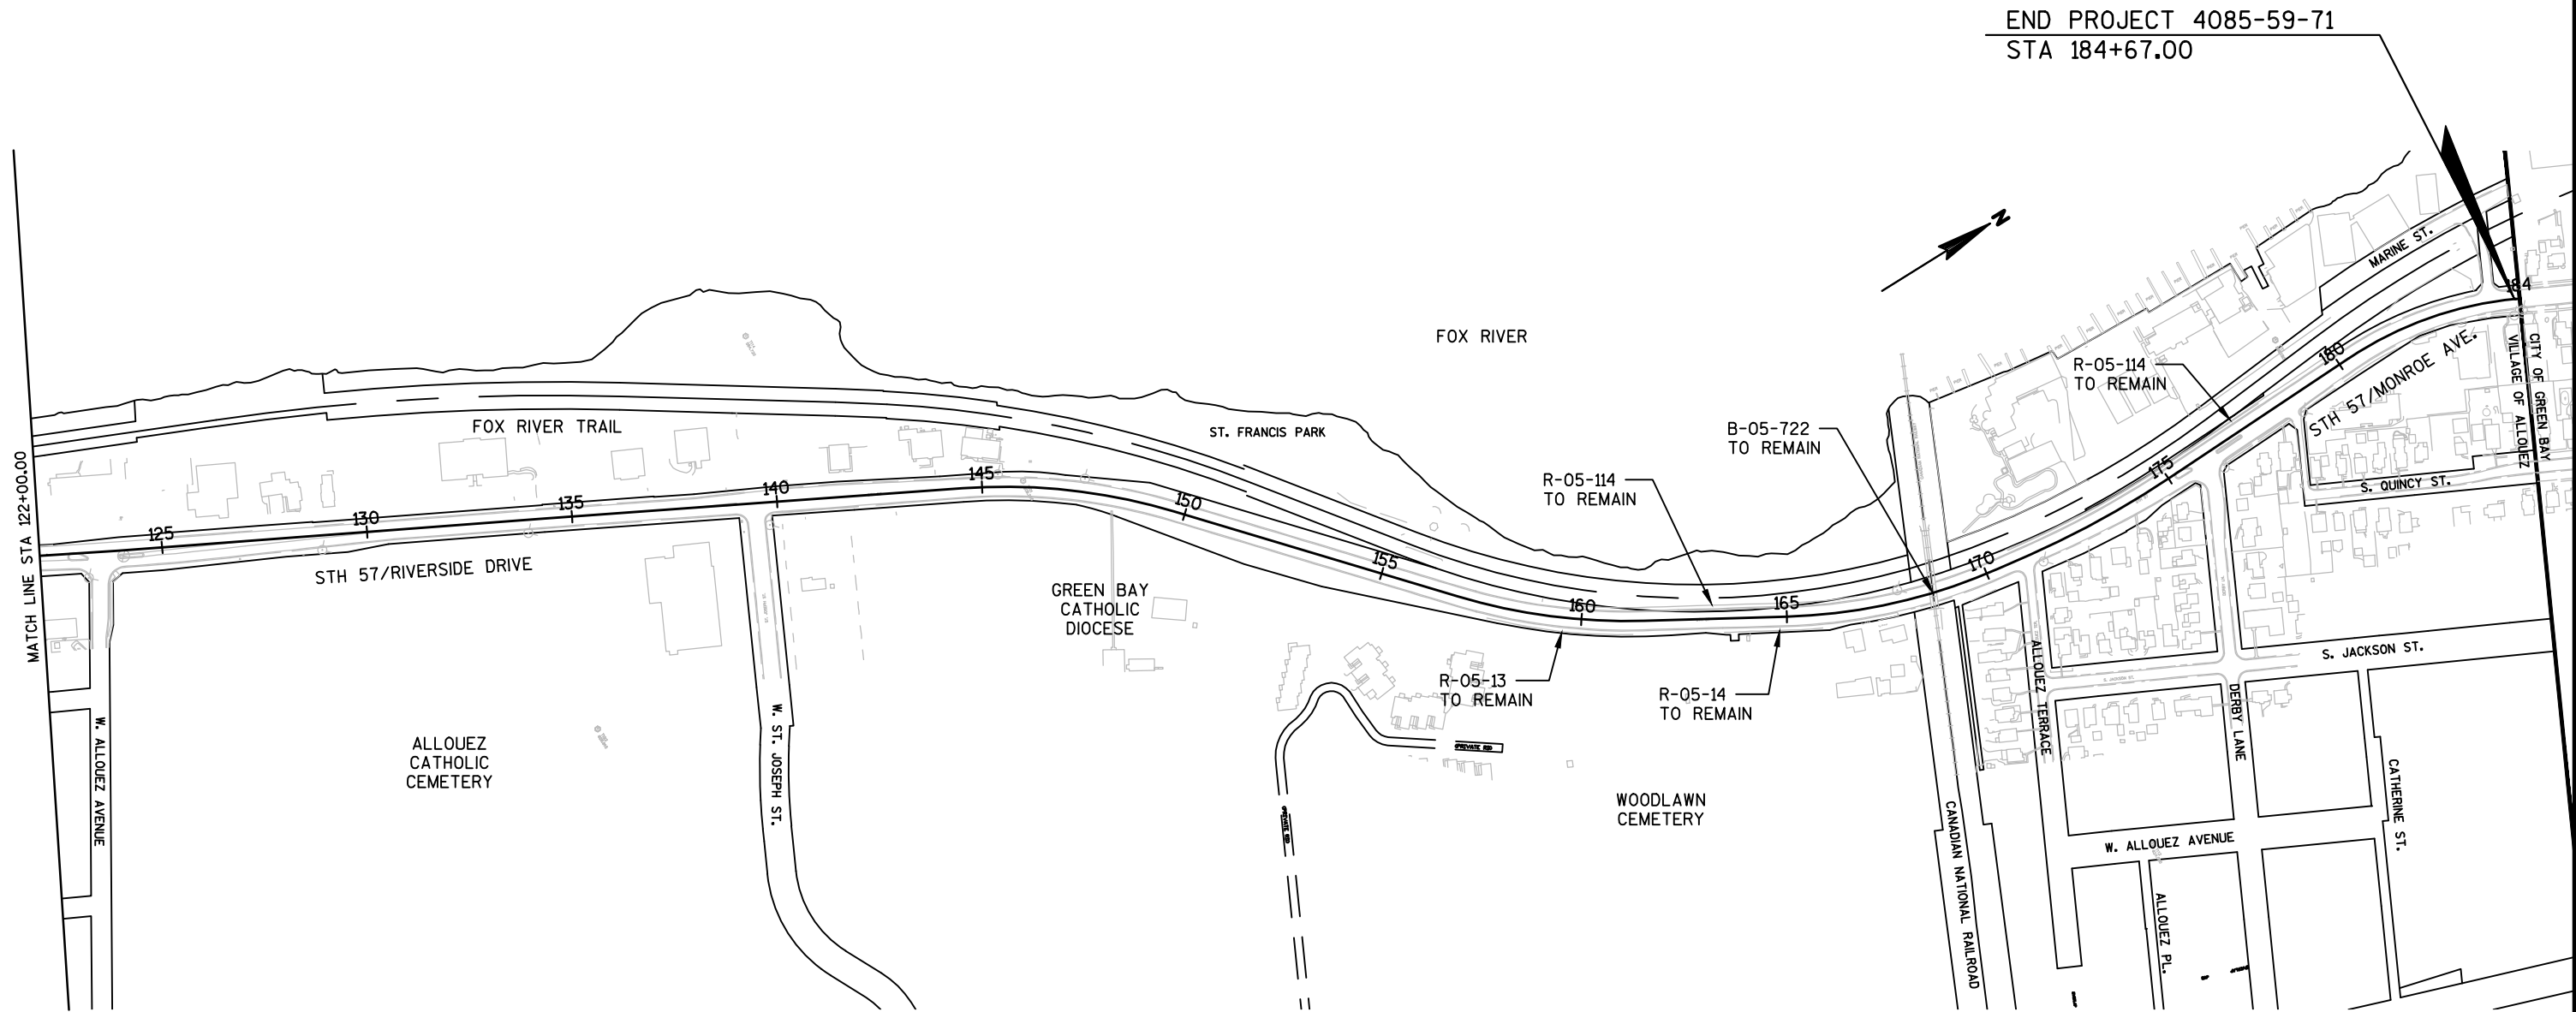 END PROJECT 4085-59-71
STA 184+67.00
MATCH LINE STA 122+00.00
N
FOX RIVER
FOX RIVER TRAIL
ST. FRANCIS PARK
MARINE ST.
184
CITY OF GREEN BAY
VILLAGE OF ALLOUEZ
R-05-114
TO REMAIN
180
STH 57/MONROE AVE.
B-05-722
TO REMAIN
R-05-114
TO REMAIN
175
S. QUINCY ST.
125
130
135
140
145
150
155
160
165
170
STH 57/RIVERSIDE DRIVE
GREEN BAY
CATHOLIC
DIOCESE
R-05-13
TO REMAIN
R-05-14
TO REMAIN
S. JACKSON ST.
ALLOUEZ TERRACE
DERBY LANE
W. ALLOUEZ AVENUE
ALLOUEZ
CATHOLIC
CEMETERY
W. ST. JOSEPH ST.
PRIVATE RD
PRIVATE RD
WOODLAWN
CEMETERY
CANADIAN NATIONAL RAILROAD
CATHERINE ST.
W. ALLOUEZ AVENUE
ALLOUEZ PL.